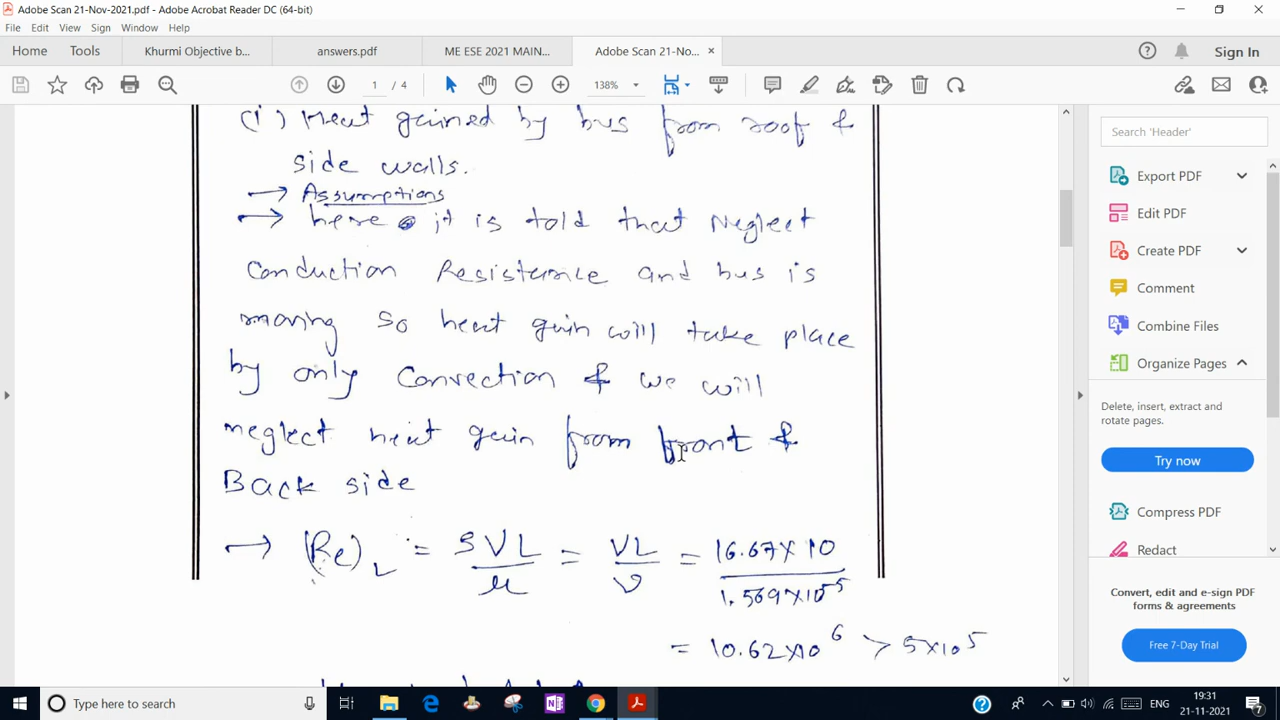 Adobe Scan 21-Nov-2021.pdf - Adobe Acrobat Reader DC (64-bit)
File Edit View Sign Window Help
Home Tools Khurmi Objective b... answers.pdf ME ESE 2021 MAIN... Adobe Scan 21-No... × Sign In
1 / 4 138%
(i) Heat gained by bus from roof &
side walls.
→ Assumptions
→ here it is told that Neglect
Conduction Resistance and bus is
moving so heat gain will take place
by only Convection & we will
neglect heat gain from front &
Back side
→ (Re)L = ρVL/μ = VL/ν = 16.67×10/1.569×10⁻⁵
= 10.62×10⁶ > 5×10⁵
Search 'Header'
Export PDF
Edit PDF
Create PDF
Comment
Combine Files
Organize Pages
Delete, insert, extract and
rotate pages.
Try now
Compress PDF
Redact
Convert, edit and e-sign PDF
forms & agreements
Free 7-Day Trial
Type here to search
ENG
19:31
21-11-2021
7